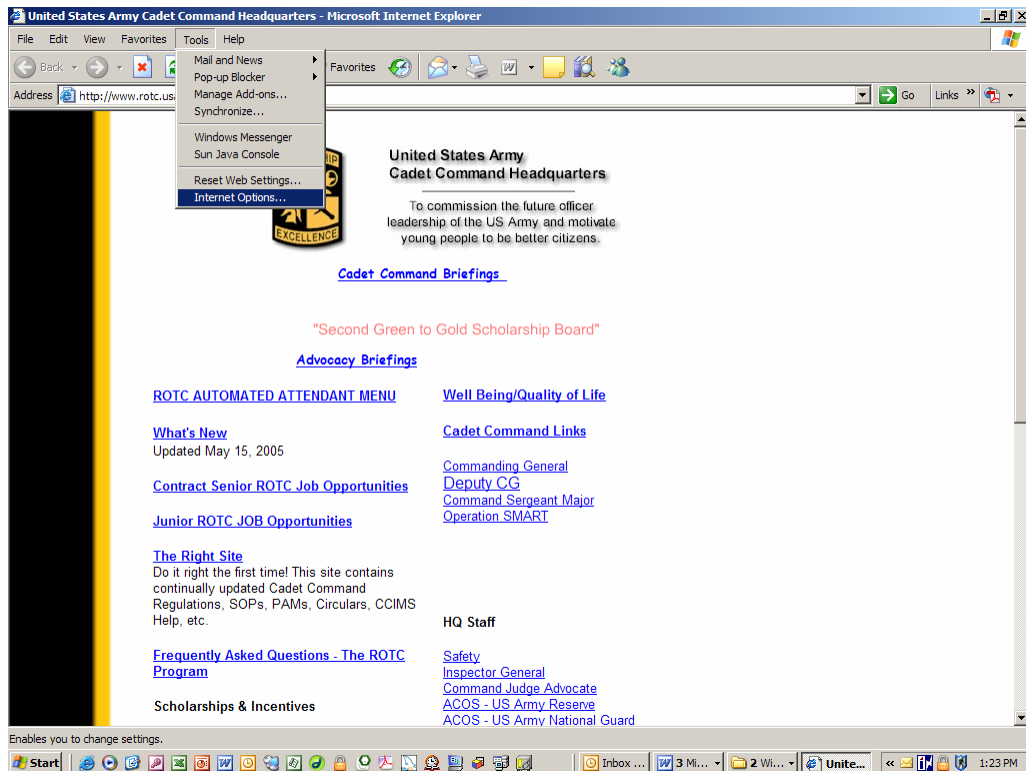 United States Army Cadet Command Headquarters - Microsoft Internet Explorer
File Edit View Favorites Tools Help
Back Favorites
Address http://www.rotc.usa Go Links »
Mail and News
Pop-up Blocker
Manage Add-ons...
Synchronize...
Windows Messenger
Sun Java Console
Reset Web Settings...
Internet Options...
EXCELLENCE
United States Army
Cadet Command Headquarters
To commission the future officer
leadership of the US Army and motivate
young people to be better citizens.
Cadet Command Briefings
"Second Green to Gold Scholarship Board"
Advocacy Briefings
ROTC AUTOMATED ATTENDANT MENU
What's New
Updated May 15, 2005
Contract Senior ROTC Job Opportunities
Junior ROTC JOB Opportunities
The Right Site
Do it right the first time! This site contains
continually updated Cadet Command
Regulations, SOPs, PAMs, Circulars, CCIMS
Help, etc.
Frequently Asked Questions - The ROTC
Program
Scholarships & Incentives
Well Being/Quality of Life
Cadet Command Links
Commanding General
Deputy CG
Command Sergeant Major
Operation SMART
HQ Staff
Safety
Inspector General
Command Judge Advocate
ACOS - US Army Reserve
ACOS - US Army National Guard
Enables you to change settings.
Start Inbox ... 3 Mi... 2 Wi... Unite... « 1:23 PM